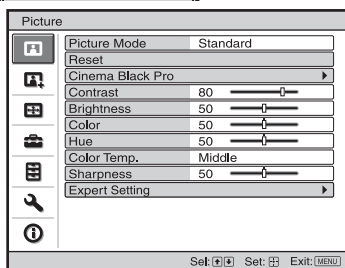 Picture
Picture Mode Standard
Reset
Cinema Black Pro
Contrast 80
Brightness 50
Color 50
Hue 50
Color Temp. Middle
Sharpness 50
Expert Setting
Sel: Set: Exit: MENU